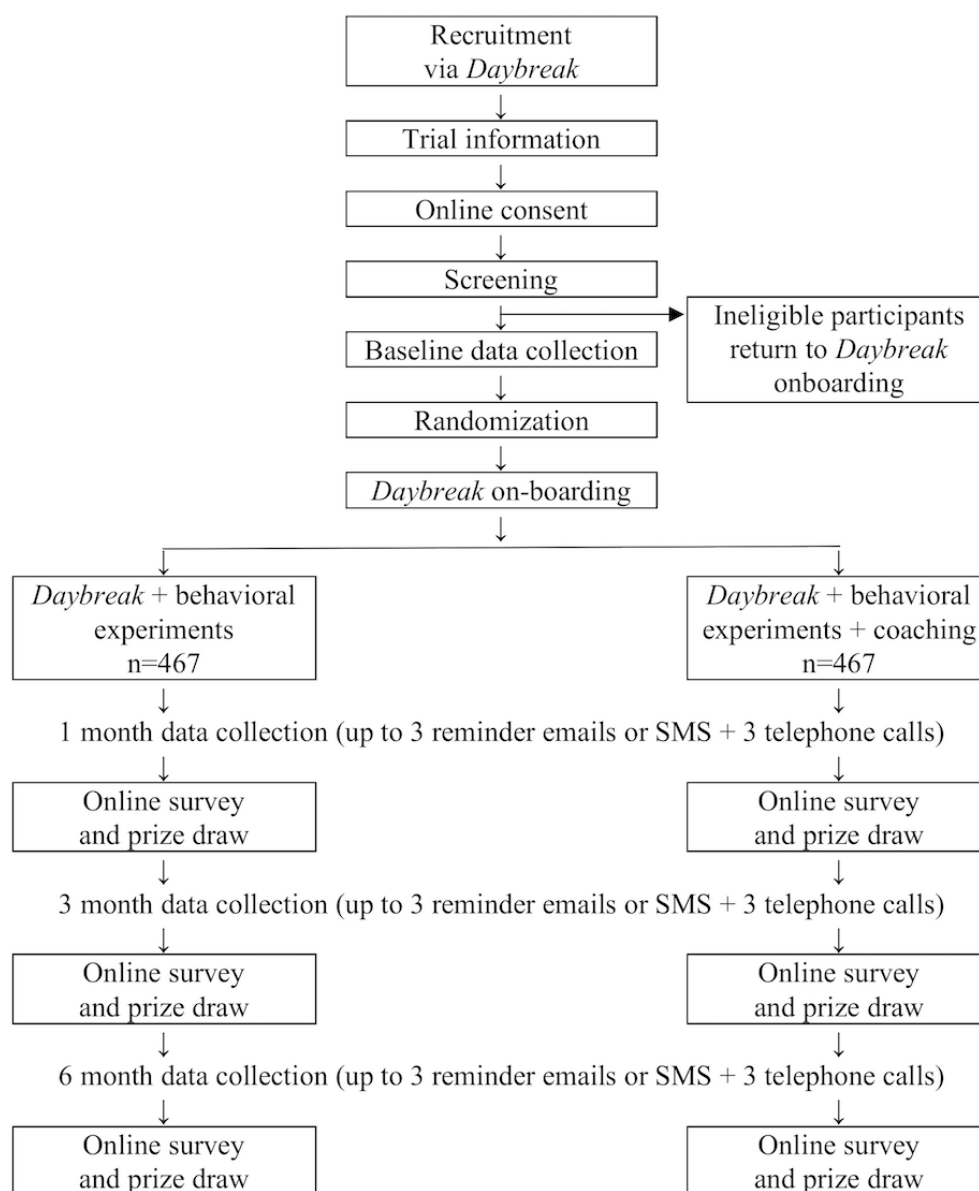 Recruitment
via Daybreak
Trial information
Online consent
Screening
Ineligible participants
return to Daybreak
onboarding
Baseline data collection
Randomization
Daybreak on-boarding
Daybreak + behavioral
experiments
n=467
Daybreak + behavioral
experiments + coaching
n=467
1 month data collection (up to 3 reminder emails or SMS + 3 telephone calls)
Online survey
and prize draw
Online survey
and prize draw
3 month data collection (up to 3 reminder emails or SMS + 3 telephone calls)
Online survey
and prize draw
Online survey
and prize draw
6 month data collection (up to 3 reminder emails or SMS + 3 telephone calls)
Online survey
and prize draw
Online survey
and prize draw